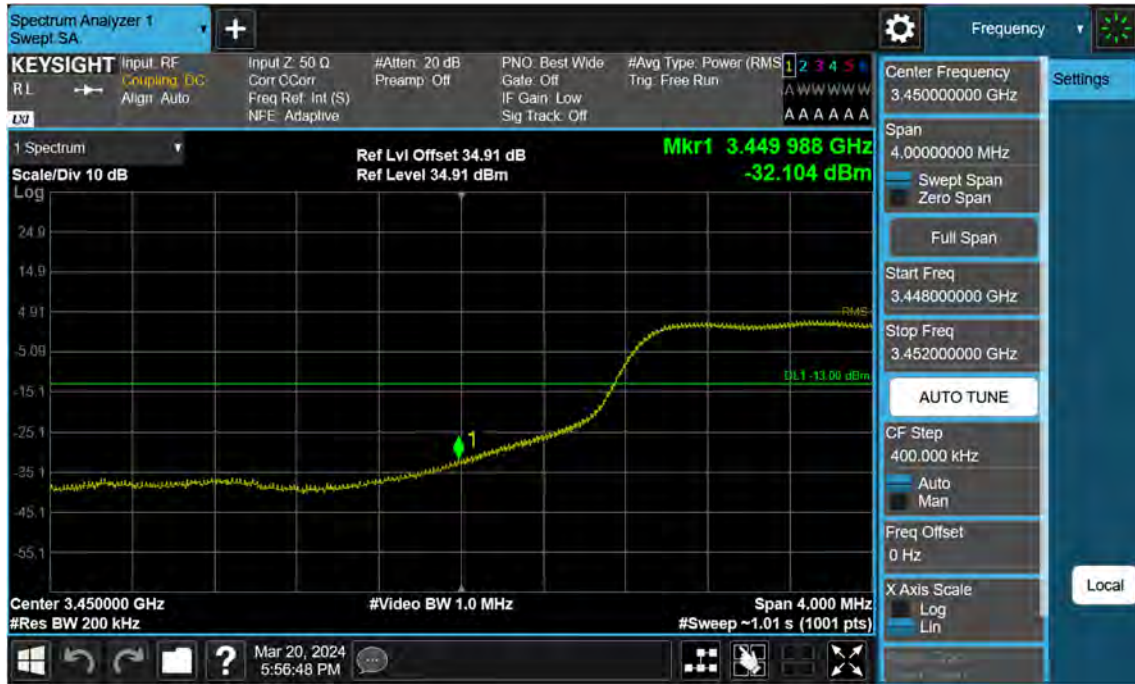 Spectrum Analyzer 1
Swept SA
Frequency
KEYSIGHT
RL
LXI
Input: RF
Coupling: DC
Align: Auto
Input Z: 50 Ω
Corr CCorr
Freq Ref: Int (S)
NFE: Adaptive
#Atten: 20 dB
Preamp: Off
PNO: Best Wide
Gate: Off
IF Gain: Low
Sig Track: Off
#Avg Type: Power (RMS
Trig: Free Run
1 2 3 4 5 6
A W W W W W
A A A A A A
1 Spectrum
Scale/Div 10 dB
Ref Lvl Offset 34.91 dB
Ref Level 34.91 dBm
Mkr1 3.449 988 GHz
-32.104 dBm
Log
24.9
14.9
4.91
-5.09
-15.1
-25.1
-35.1
-45.1
-55.1
RMS
DL1 -13.00 dBm
1
Center 3.450000 GHz
#Res BW 200 kHz
#Video BW 1.0 MHz
Span 4.000 MHz
#Sweep ~1.01 s (1001 pts)
Center Frequency
3.450000000 GHz
Span
4.00000000 MHz
Swept Span
Zero Span
Full Span
Start Freq
3.448000000 GHz
Stop Freq
3.452000000 GHz
AUTO TUNE
CF Step
400.000 kHz
Auto
Man
Freq Offset
0 Hz
X Axis Scale
Log
Lin
Settings
Local
?
Mar 20, 2024
5:56:48 PM